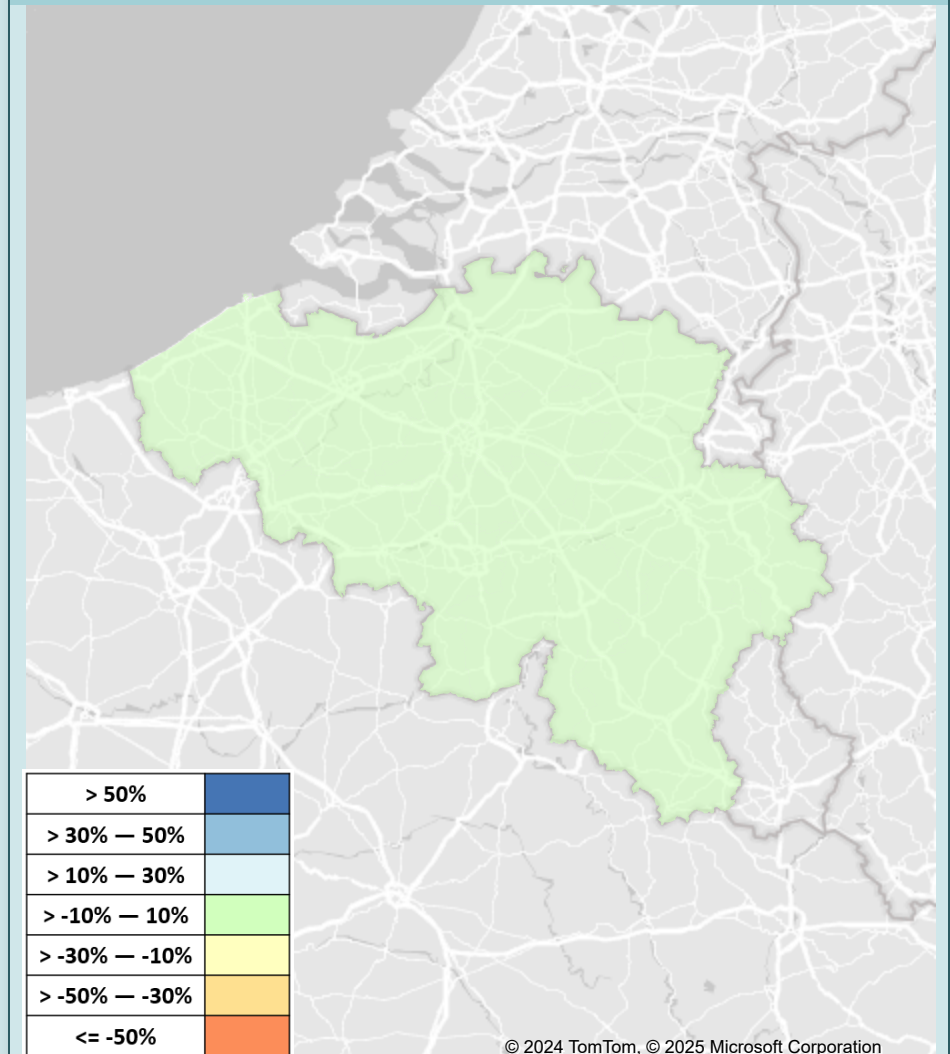 > 50%
> 30% — 50%
> 10% — 30%
> -10% — 10%
> -30% — -10%
> -50% — -30%
<= -50%
© 2024 TomTom, © 2025 Microsoft Corporation